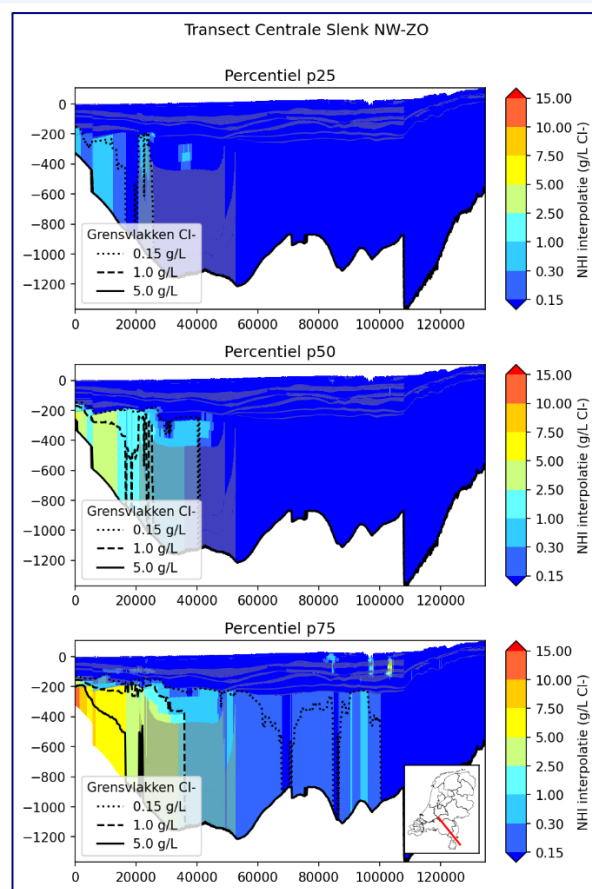 Transect Centrale Slenk NW-ZO
Percentiel p25
0
−200
−400
−600
−800
−1000
−1200
Grensvlakken Cl-
0.15 g/L
1.0 g/L
5.0 g/L
0 20000 40000 60000 80000 100000 120000
15.00
10.00
7.50
5.00
2.50
1.00
0.30
0.15
NHI interpolatie (g/L Cl-)
Percentiel p50
0
−200
−400
−600
−800
−1000
−1200
Grensvlakken Cl-
0.15 g/L
1.0 g/L
5.0 g/L
0 20000 40000 60000 80000 100000 120000
15.00
10.00
7.50
5.00
2.50
1.00
0.30
0.15
NHI interpolatie (g/L Cl-)
Percentiel p75
0
−200
−400
−600
−800
−1000
−1200
Grensvlakken Cl-
0.15 g/L
1.0 g/L
5.0 g/L
0 20000 40000 60000 80000 100000 120000
15.00
10.00
7.50
5.00
2.50
1.00
0.30
0.15
NHI interpolatie (g/L Cl-)